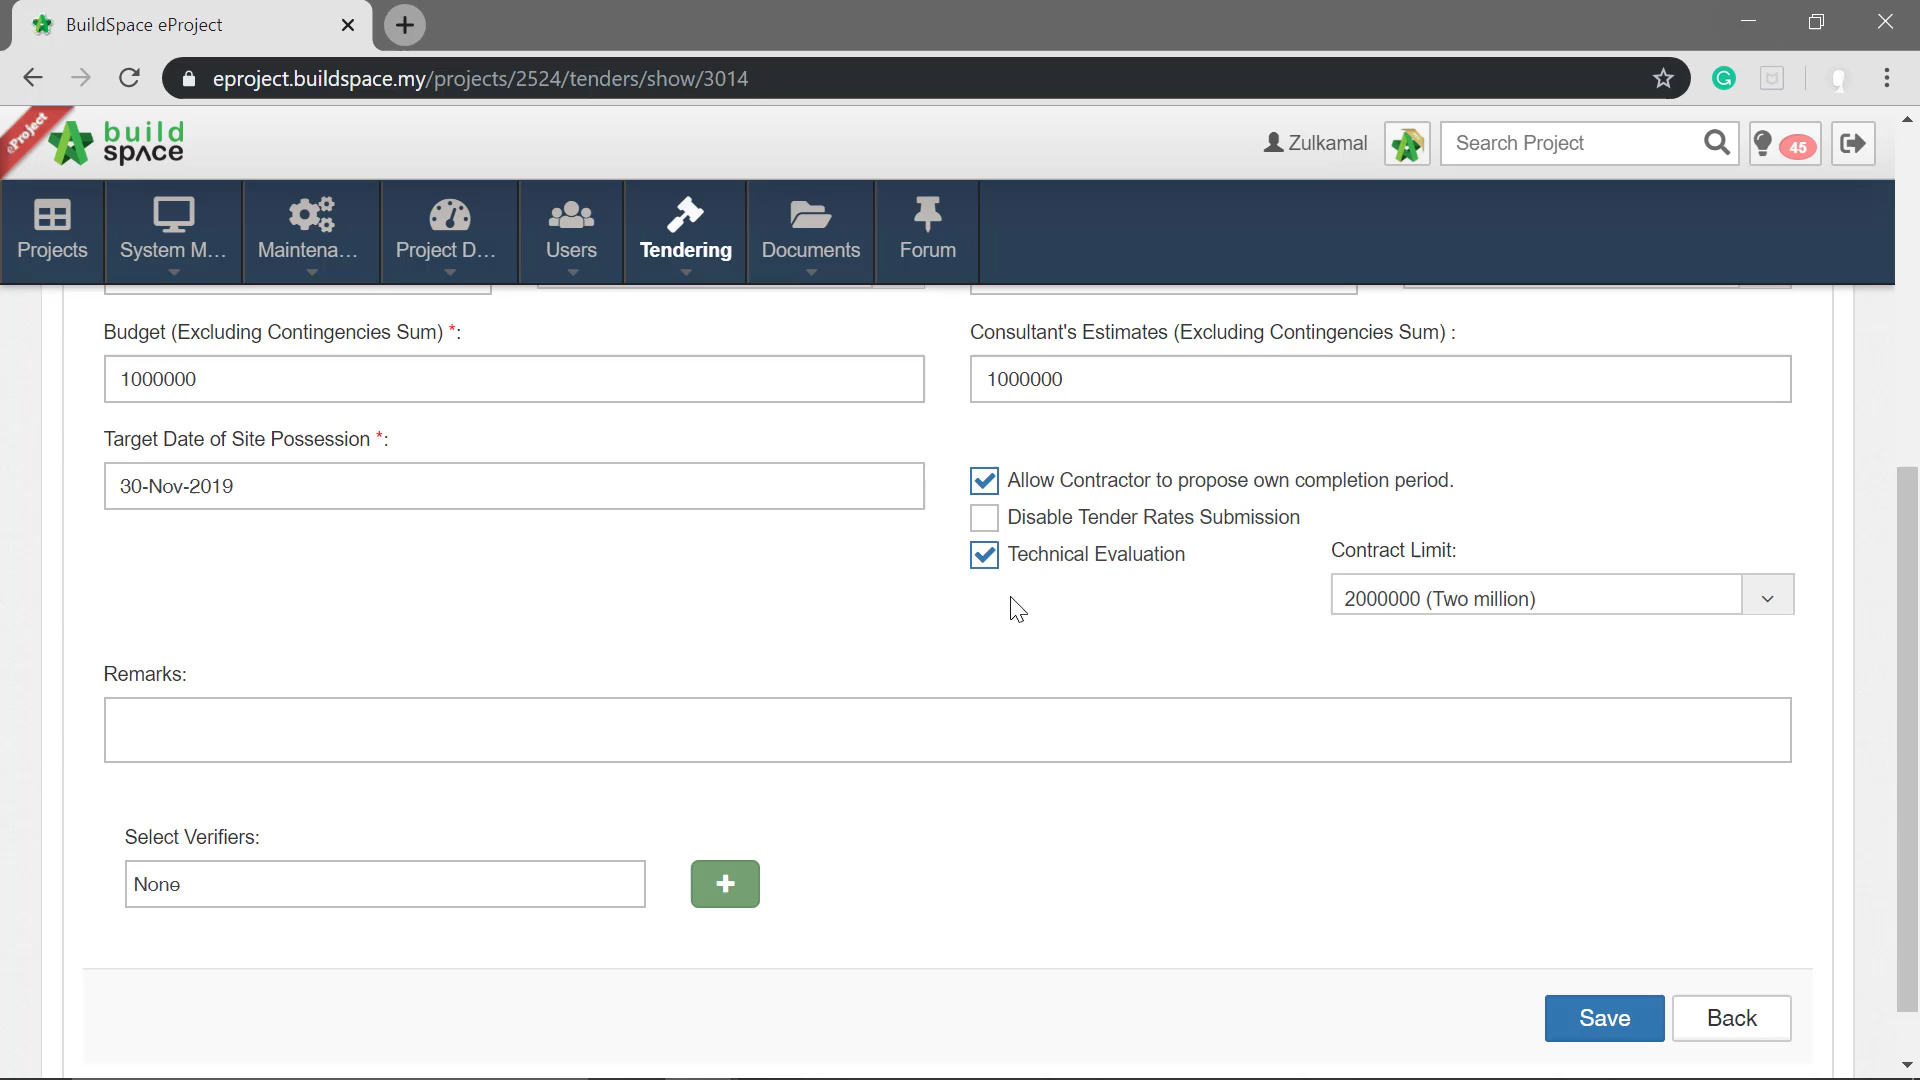 BuildSpace eProject
eproject.buildspace.my/projects/2524/tenders/show/3014
eProject
build
space
Zulkamal
Search Project
45
Projects
System M...
Maintena...
Project D...
Users
Tendering
Documents
Forum
Budget (Excluding Contingencies Sum) *:
Consultant's Estimates (Excluding Contingencies Sum) :
1000000
1000000
Target Date of Site Possession *:
30-Nov-2019
Allow Contractor to propose own completion period.
Disable Tender Rates Submission
Technical Evaluation
Contract Limit:
2000000 (Two million)
Remarks:
Select Verifiers:
None
Save
Back